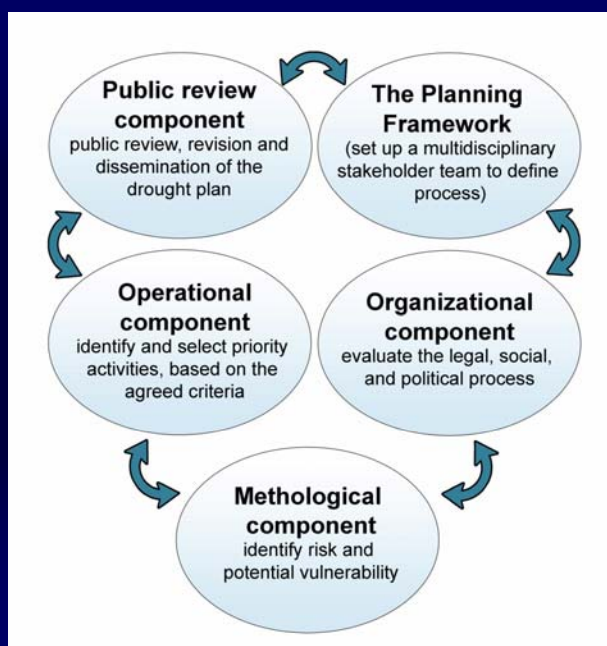 Public review
component
public review, revision and
dissemination of the
drought plan
The Planning
Framework
(set up a multidisciplinary
stakeholder team to define
process)
Operational
component
identify and select priority
activities, based on the
agreed criteria
Organizational
component
evaluate the legal, social,
and political process
Methological
component
identify risk and
potential vulnerability